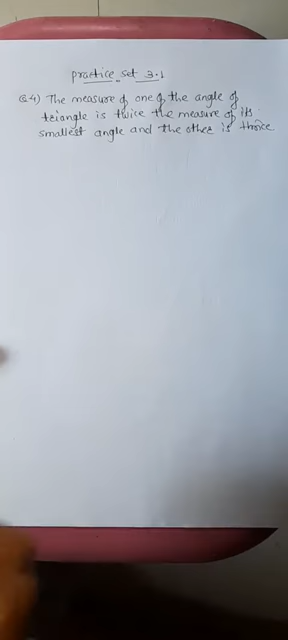 practice set 3.1
Q.4) The measure of one of the angle of
triangle is twice the measure of its
smallest angle and the other is thrice